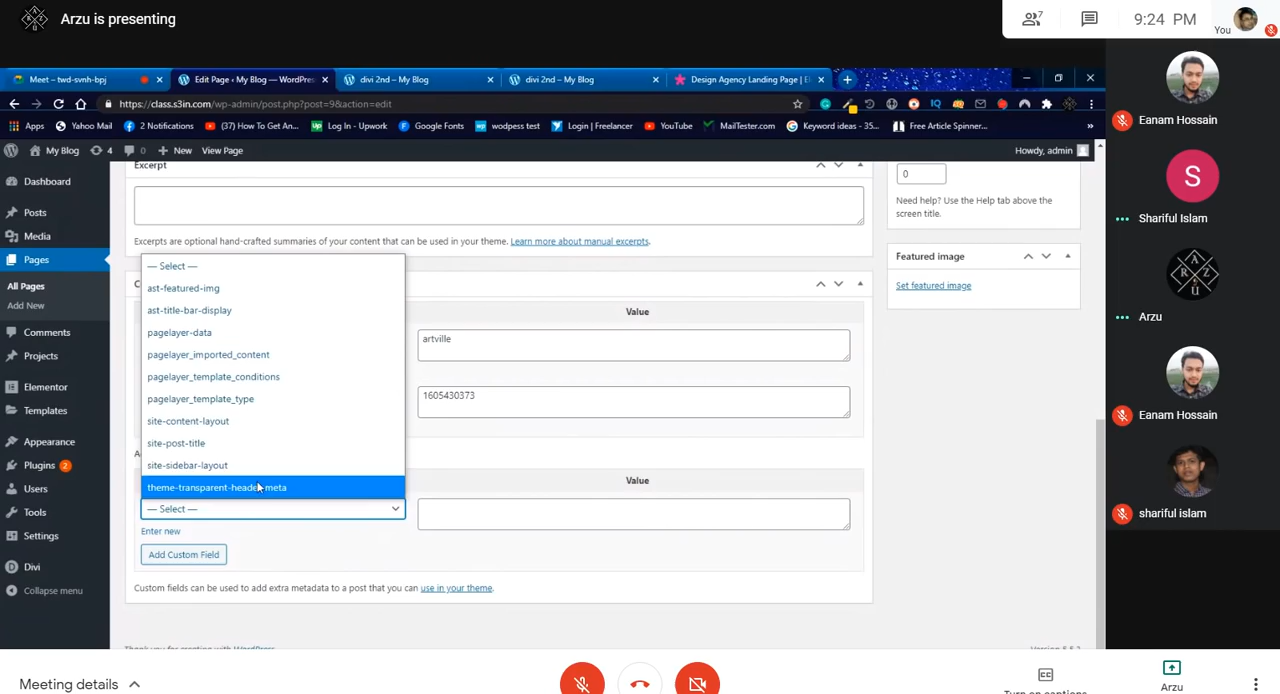 A
R Z
U
Arzu is presenting
7
9:24 PM
You
Meet – twd-svnh-bpj
Edit Page ‹ My Blog — WordPres
divi 2nd – My Blog
divi 2nd – My Blog
Design Agency Landing Page | El
https://class.s3in.com/wp-admin/post.php?post=9&action=edit
Apps
Yahoo Mail
2 Notifications
(37) How To Get An...
Log In - Upwork
Google Fonts
wodpess test
Login | Freelancer
YouTube
MailTester.com
Keyword ideas - 35...
Free Article Spinner...
»
My Blog
4
0
+ New
View Page
Howdy, admin
Dashboard
Posts
Media
Pages
All Pages
Add New
Comments
Projects
Elementor
Templates
Appearance
Plugins 2
Users
Tools
Settings
Divi
Collapse menu
Excerpt
Excerpts are optional hand-crafted summaries of your content that can be used in your theme. Learn more about manual excerpts.
— Select —
ast-featured-img
ast-title-bar-display
pagelayer-data
pagelayer_imported_content
pagelayer_template_conditions
pagelayer_template_type
site-content-layout
site-post-title
site-sidebar-layout
theme-transparent-header-meta
— Select —
Enter new
Add Custom Field
Value
artville
1605430373
Value
Custom fields can be used to add extra metadata to a post that you can use in your theme.
0
Need help? Use the Help tab above the
screen title.
Featured image
Set featured image
Eanam Hossain
S
Shariful Islam
A
R Z
U
Arzu
Eanam Hossain
shariful islam
Meeting details
Turn on captions
Arzu